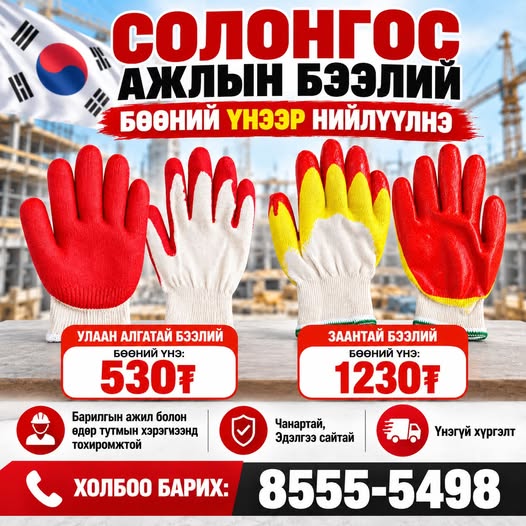 СОЛОНГОС
АЖЛЫН БЭЭЛИЙ
БӨӨНИЙ ҮНЭЭР НИЙЛҮҮЛНЭ
УЛААН АЛГАТАЙ БЭЭЛИЙ
БӨӨНИЙ ҮНЭ:
530₮
ЗААНТАЙ БЭЭЛИЙ
БӨӨНИЙ ҮНЭ:
1230₮
Барилгын ажил болон
өдөр тутмын хэрэгиээнд
тохиромжтой
Чанартай,
Эдэлгээ сайтай
Үнэгүй хүргэлт
ХОЛБОО БАРИХ: 8555-5498